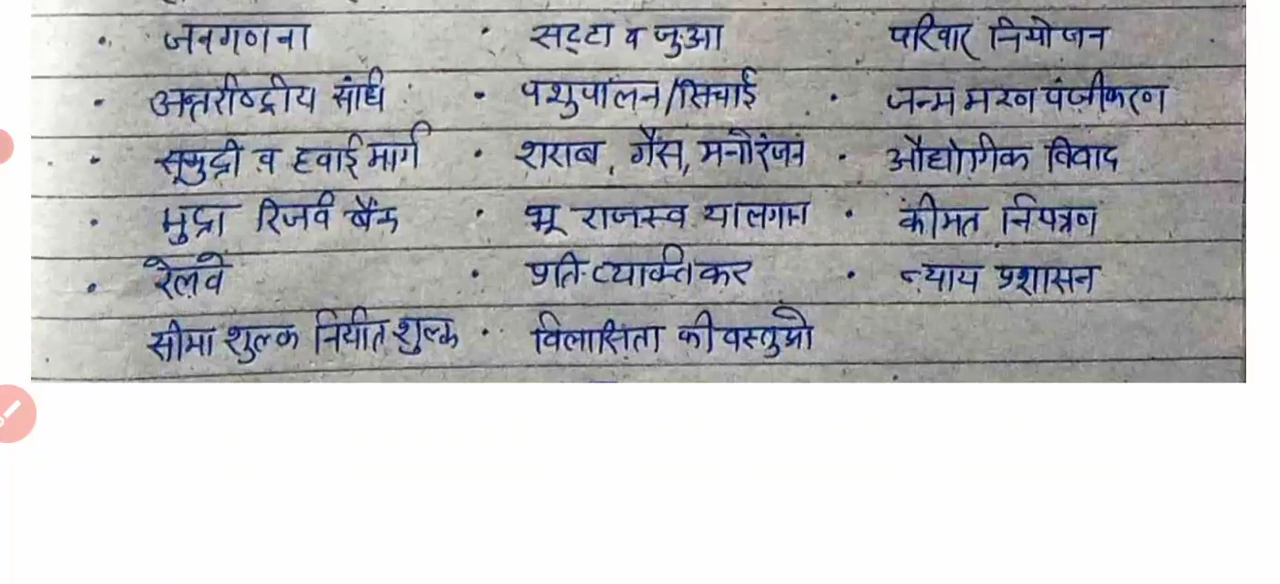 • जनगणना • सट्टा व जुआ परिवार नियोजन
• अन्तर्राष्ट्रीय संधि • पशुपालन/सिंचाई • जन्म मरण पंजीकरण
• समुद्री व हवाई मार्ग • शराब, गैस, मनोरंजन • औद्योगीक विवाद
• मुद्रा रिजर्व बैंक • भू राजस्व या लगान • कीमत नियत्रण
• रेलवे • प्रति व्यक्ति कर • न्याय प्रशासन
सीमा शुल्क निर्यात शुल्क • विलासिता की वस्तुओ